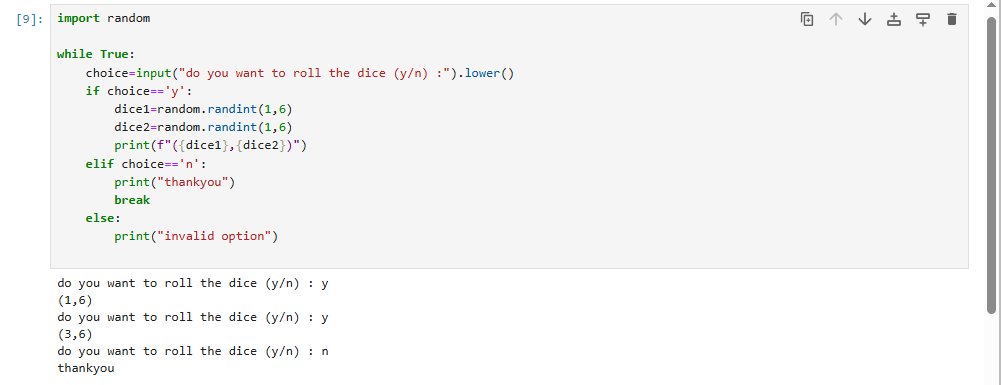 [9]: import random
while True:
    choice=input("do you want to roll the dice (y/n) :").lower()
    if choice=='y':
        dice1=random.randint(1,6)
        dice2=random.randint(1,6)
        print(f"({dice1},{dice2})")
    elif choice=='n':
        print("thankyou")
        break
    else:
        print("invalid option")
do you want to roll the dice (y/n) : y
(1,6)
do you want to roll the dice (y/n) : y
(3,6)
do you want to roll the dice (y/n) : n
thankyou